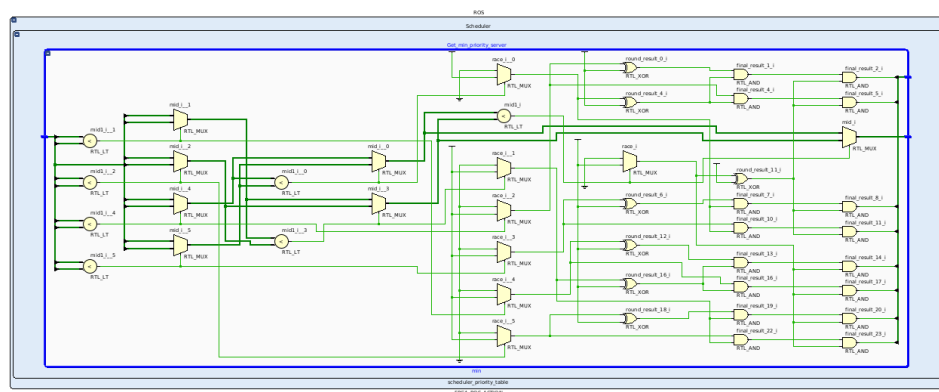 ROS
Scheduler
Get_min_priority_server
race_i__0
RTL_MUX
round_result_0_i
RTL_XOR
final_result_1_i
RTL_AND
final_result_2_i
RTL_AND
round_result_4_i
RTL_XOR
final_result_4_i
RTL_AND
final_result_5_i
RTL_AND
mid_i__1
RTL_MUX
mid1_i
RTL_LT
mid1_i__1
RTL_LT
mid_i
RTL_MUX
mid_i__2
RTL_MUX
mid_i__0
RTL_MUX
race_i__1
RTL_MUX
race_i
RTL_MUX
mid1_i__2
RTL_LT
mid1_i__0
RTL_LT
round_result_11_i
RTL_XOR
mid_i__4
RTL_MUX
mid_i__3
RTL_MUX
race_i__2
RTL_MUX
round_result_6_i
RTL_XOR
final_result_7_i
RTL_AND
final_result_8_i
RTL_AND
mid1_i__4
RTL_LT
final_result_10_i
RTL_AND
final_result_11_i
RTL_AND
mid_i__5
RTL_MUX
mid1_i__3
RTL_LT
race_i__3
RTL_MUX
round_result_12_i
RTL_XOR
mid1_i__5
RTL_LT
final_result_13_i
RTL_AND
final_result_14_i
RTL_AND
race_i__4
RTL_MUX
round_result_16_i
RTL_XOR
final_result_16_i
RTL_AND
final_result_17_i
RTL_AND
race_i__5
RTL_MUX
round_result_18_i
RTL_XOR
final_result_19_i
RTL_AND
final_result_20_i
RTL_AND
final_result_22_i
RTL_AND
final_result_23_i
RTL_AND
min
scheduler_priority_table